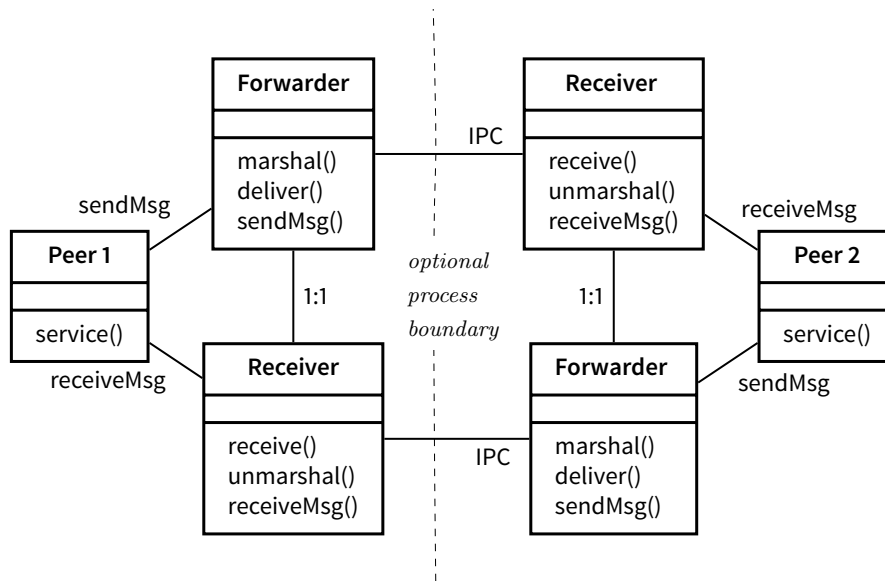 Forwarder
marshal()
deliver()
sendMsg()
IPC
Receiver
receive()
unmarshal()
receiveMsg()
sendMsg
receiveMsg
Peer 1
service()
1:1
optional
process
boundary
1:1
Peer 2
service()
receiveMsg
sendMsg
Receiver
receive()
unmarshal()
receiveMsg()
IPC
Forwarder
marshal()
deliver()
sendMsg()